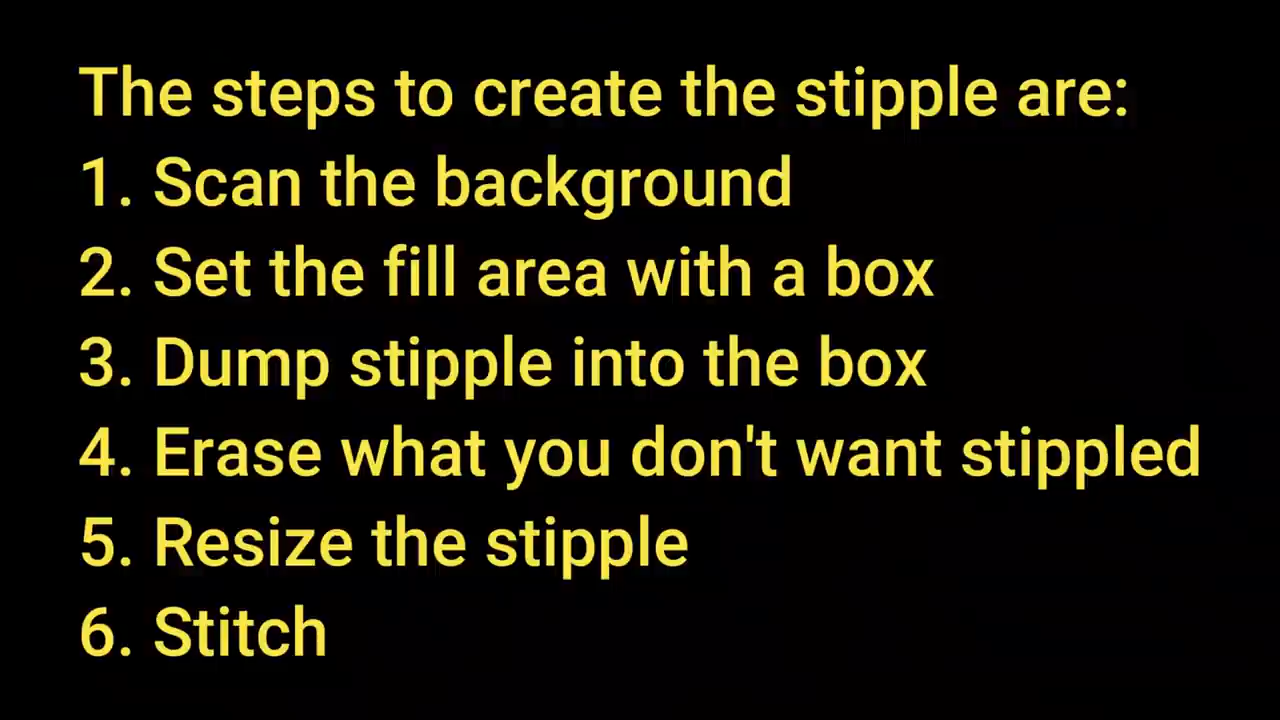 The steps to create the stipple are:
1. Scan the background
2. Set the fill area with a box
3. Dump stipple into the box
4. Erase what you don't want stippled
5. Resize the stipple
6. Stitch